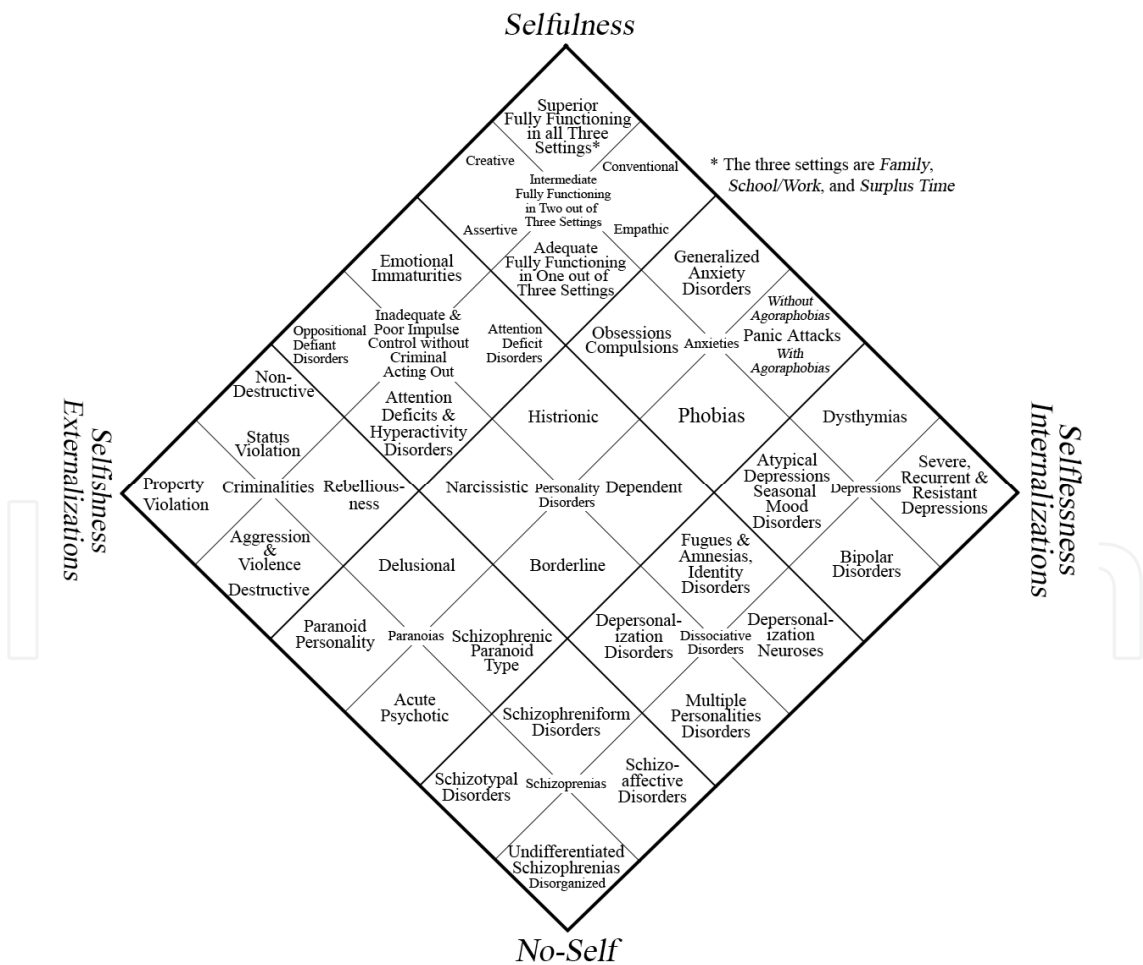 Selfulness
Superior
Fully Functioning
in all Three
Settings*
Creative
Conventional
* The three settings are Family,
School/Work, and Surplus Time
Intermediate
Fully Functioning
in Two out of
Three Settings
Assertive
Empathic
Adequate
Fully Functioning
in One out of
Three Settings
Emotional
Immaturities
Generalized
Anxiety
Disorders
Oppositional
Defiant
Disorders
Inadequate &
Poor Impulse
Control without
Criminal
Acting Out
Attention
Deficit
Disorders
Obsessions
Compulsions
Anxieties
Without
Agoraphobias
Panic Attacks
With
Agoraphobias
Non-
Destructive
Attention
Deficits &
Hyperactivity
Disorders
Histrionic
Phobias
Dysthymias
Selfishness
Externalizations
Status
Violation
Property
Violation
Criminalities
Rebellious-
ness
Narcissistic
Personality
Disorders
Dependent
Atypical
Depressions
Seasonal
Mood
Disorders
Depressions
Severe,
Recurrent &
Resistant
Depressions
Selflessness
Internalizations
Aggression
&
Violence
Destructive
Delusional
Borderline
Fugues &
Amnesias,
Identity
Disorders
Bipolar
Disorders
Paranoid
Personality
Paranoias
Schizophrenic
Paranoid
Type
Depersonal-
ization
Disorders
Dissociative
Disorders
Depersonal-
ization
Neuroses
Acute
Psychotic
Schizophreniform
Disorders
Multiple
Personalities
Disorders
Schizotypal
Disorders
Schizoprenias
Schizo-
affective
Disorders
Undifferentiated
Schizophrenias
Disorganized
No-Self